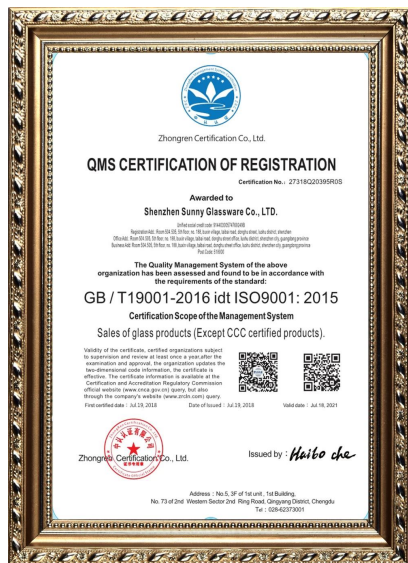 Zhongren Certification Co., Ltd.
QMS CERTIFICATION OF REGISTRATION
Certification No.: 27318Q20395R0S
Awarded to
Shenzhen Sunny Glassware Co., LTD.
The Quality Management System of the above
organization has been assessed and found to be in accordance with
the requirements of the standard:
GB / T19001-2016 idt ISO9001: 2015
Certification Scope of the Management System
Sales of glass products (Except CCC certified products).
Validity of the certificate, certified organizations subject
to supervision and review at least once a year,after the
examination and approval, the organization updates the
two-dimensional code information, the certificate is
effective. The certificate information is available at the
Certification and Accreditation Regulatory Commission
official website (www.cnca.gov.cn) query, but also
through the company's website (www.zrcln.com) query.
First certified date : Jul.19, 2018 Date of Issued : Jul.19, 2018 Valid date : Jul.18, 2021
Zhongren Certification Co., Ltd.
Issued by : Haibo che
Address : No.5, 3F of 1st unit , 1st Building,
No. 73 of 2nd Western Sector 2nd Ring Road, Qingyang District, Chengdu
Tel : 028-62373001